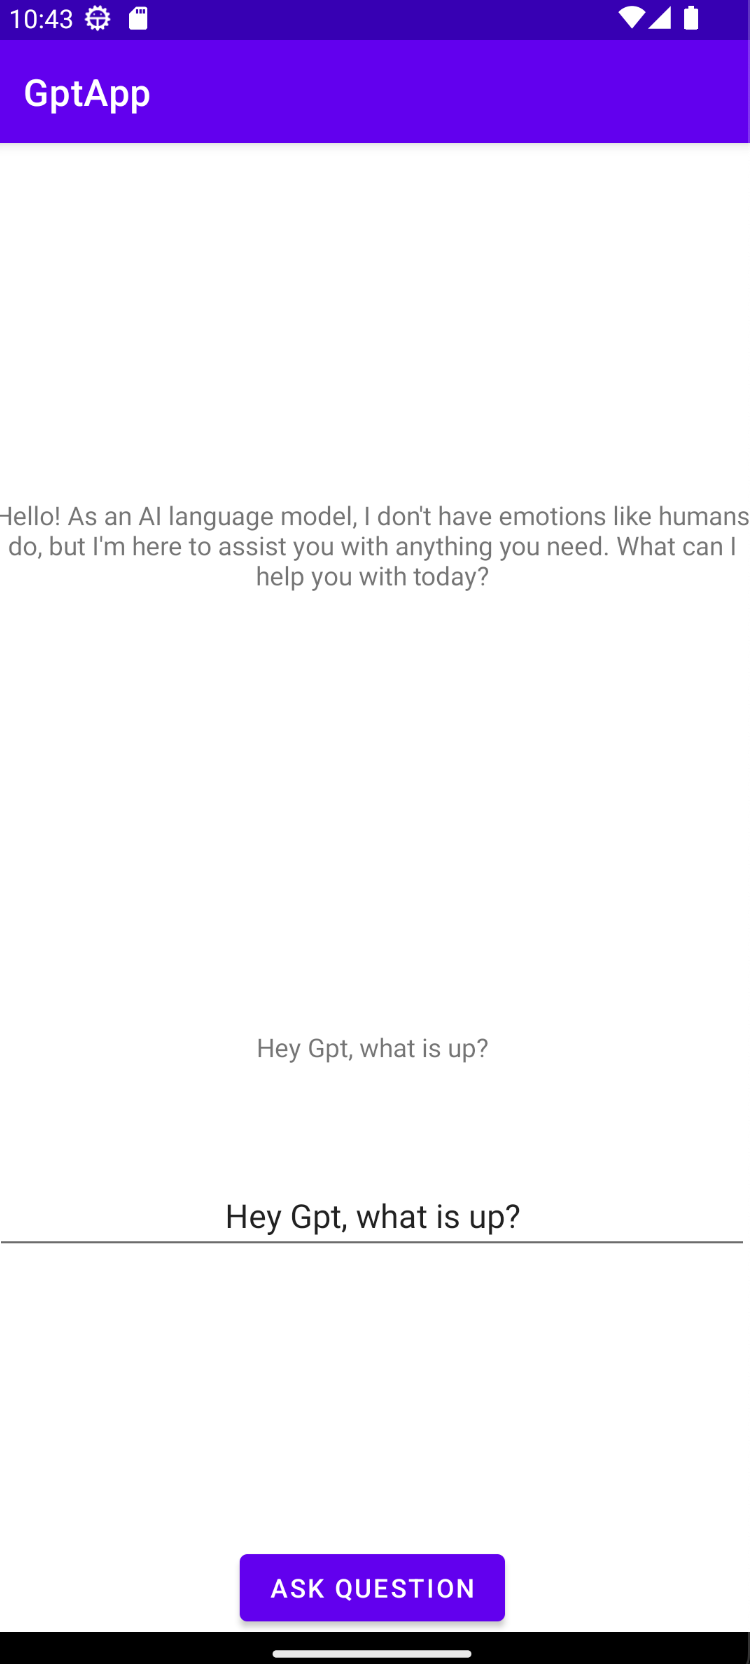 10:43
GptApp
Hello! As an AI language model, I don't have emotions like humans
do, but I'm here to assist you with anything you need. What can I
help you with today?
Hey Gpt, what is up?
Hey Gpt, what is up?
ASK QUESTION